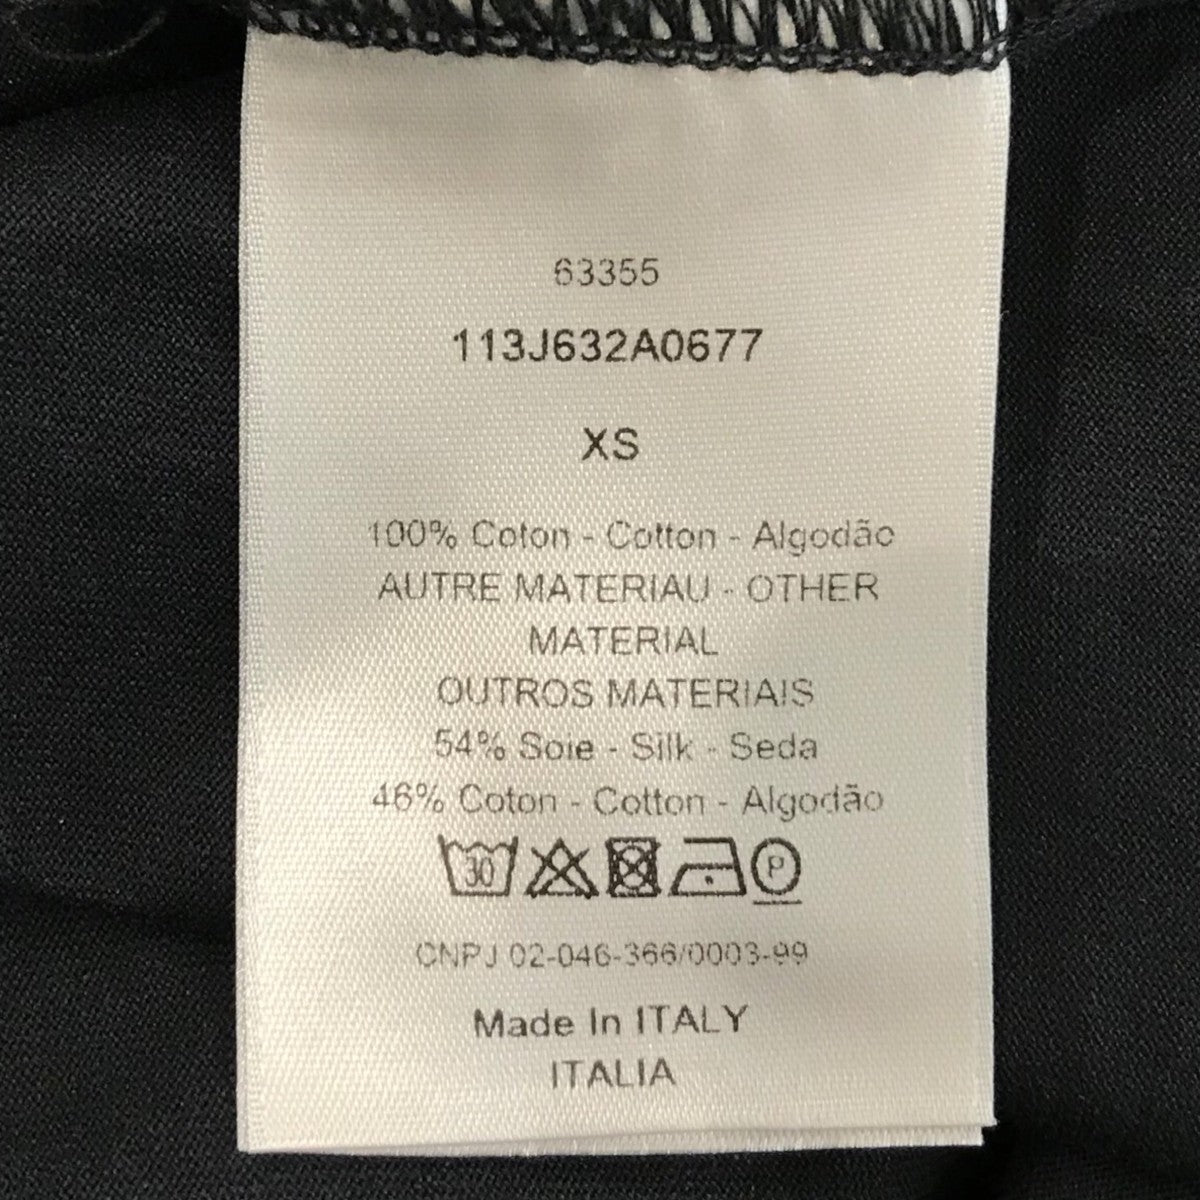 63355
113J632A0677
XS
100% Coton - Cotton - Algodão
AUTRE MATERIAU - OTHER
MATERIAL
OUTROS MATERIAIS
54% Soie - Silk - Seda
46% Coton - Cotton - Algodão
30 P
CNPJ 02-046-366/0003-99
Made In ITALY
ITALIA